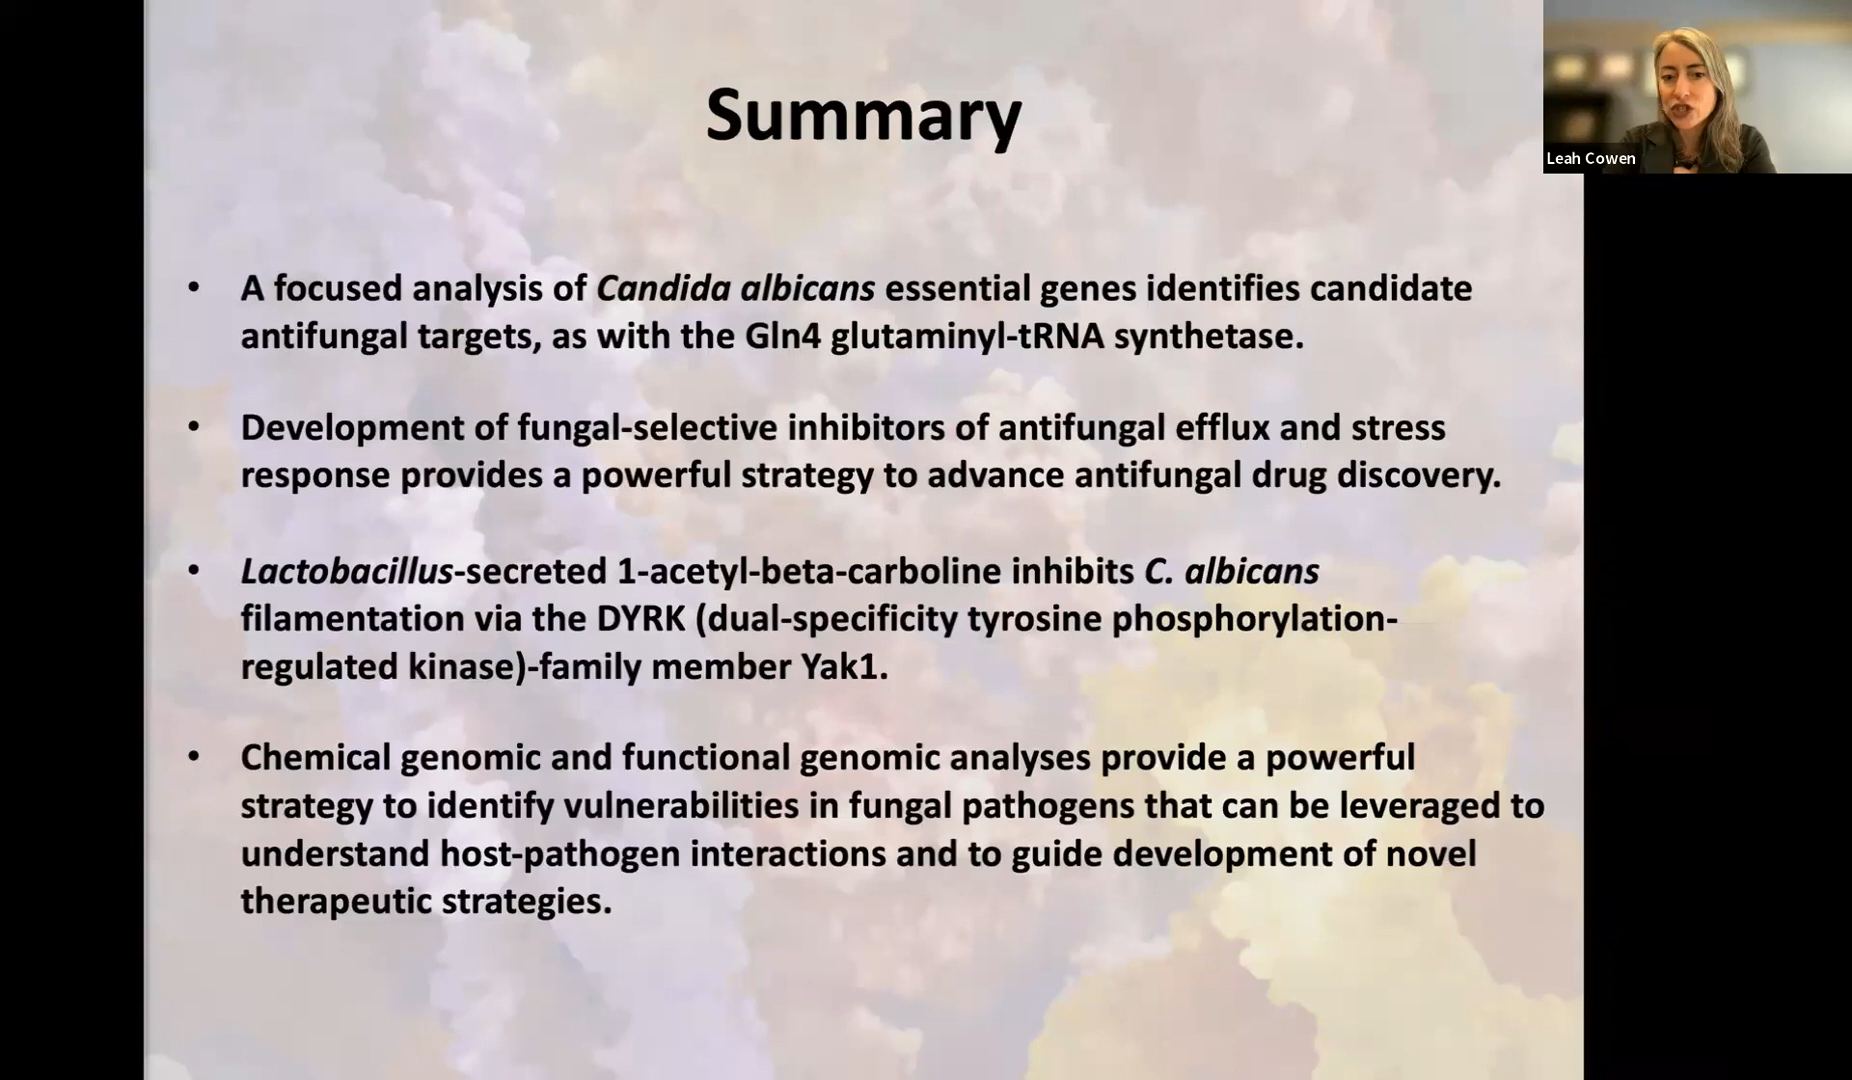 Summary
Leah Cowen
• A focused analysis of Candida albicans essential genes identifies candidate
antifungal targets, as with the Gln4 glutaminyl-tRNA synthetase.
• Development of fungal-selective inhibitors of antifungal efflux and stress
response provides a powerful strategy to advance antifungal drug discovery.
• Lactobacillus-secreted 1-acetyl-beta-carboline inhibits C. albicans
filamentation via the DYRK (dual-specificity tyrosine phosphorylation-
regulated kinase)-family member Yak1.
• Chemical genomic and functional genomic analyses provide a powerful
strategy to identify vulnerabilities in fungal pathogens that can be leveraged to
understand host-pathogen interactions and to guide development of novel
therapeutic strategies.